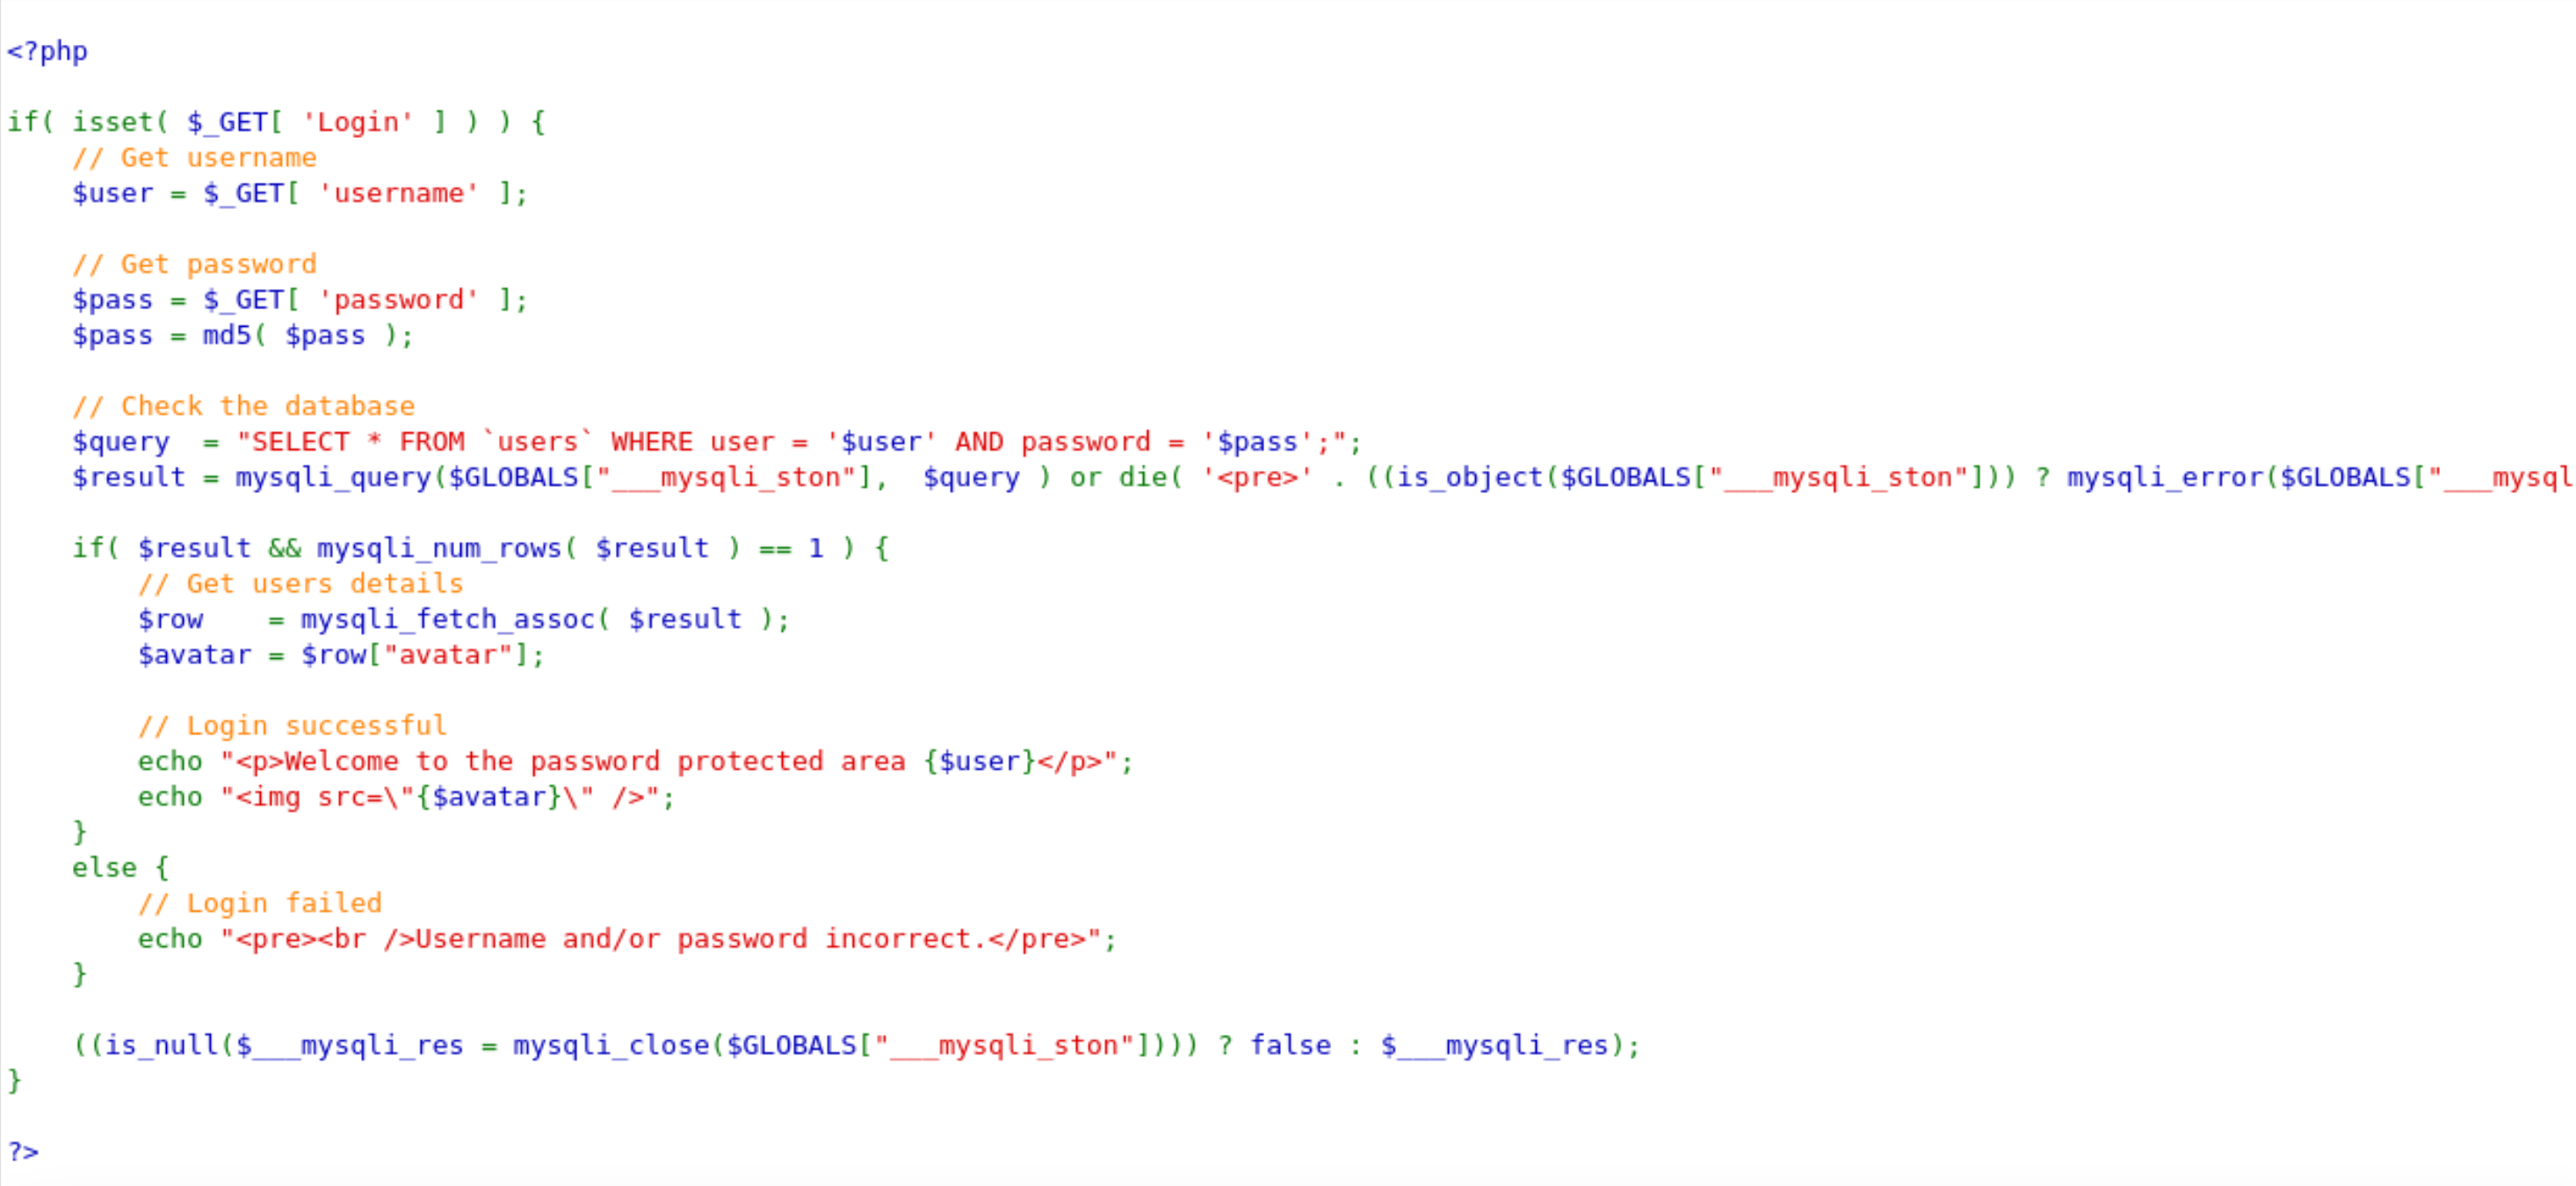 <?php

if( isset( $_GET[ 'Login' ] ) ) {
    // Get username
    $user = $_GET[ 'username' ];

    // Get password
    $pass = $_GET[ 'password' ];
    $pass = md5( $pass );

    // Check the database
    $query  = "SELECT * FROM `users` WHERE user = '$user' AND password = '$pass';";
    $result = mysqli_query($GLOBALS["___mysqli_ston"],  $query ) or die( '<pre>' . ((is_object($GLOBALS["___mysqli_ston"])) ? mysqli_error($GLOBALS["___mysql

    if( $result && mysqli_num_rows( $result ) == 1 ) {
        // Get users details
        $row    = mysqli_fetch_assoc( $result );
        $avatar = $row["avatar"];

        // Login successful
        echo "<p>Welcome to the password protected area {$user}</p>";
        echo "<img src=\"{$avatar}\" />";
    }
    else {
        // Login failed
        echo "<pre><br />Username and/or password incorrect.</pre>";
    }

    ((is_null($___mysqli_res = mysqli_close($GLOBALS["___mysqli_ston"]))) ? false : $___mysqli_res);
}

?>